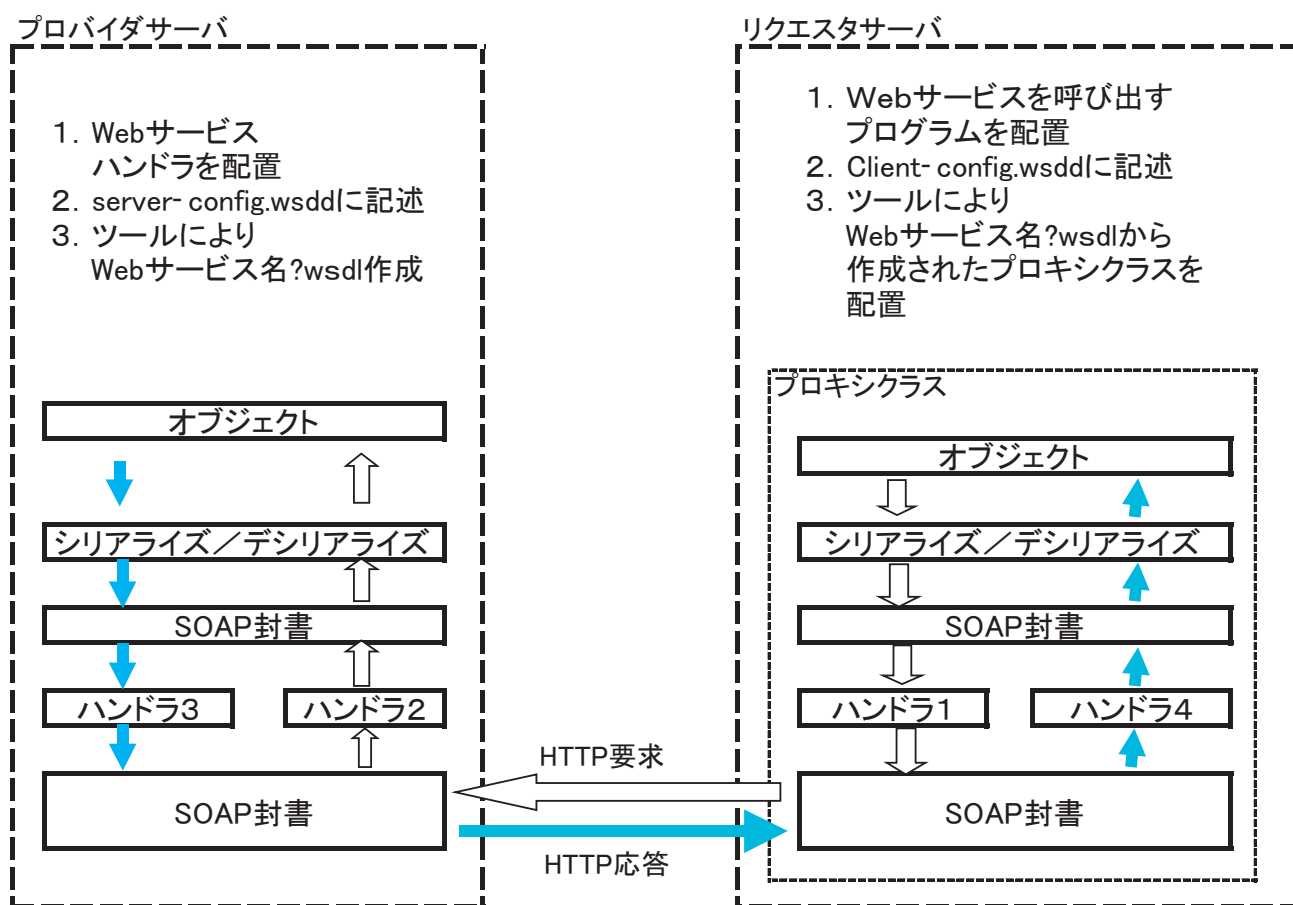 プロバイダサーバ
1．Webサービス
ハンドラを配置
2．server-config.wsddに記述
3．ツールにより
Webサービス名?wsdl作成
オブジェクト
シリアライズ／デシリアライズ
SOAP封書
ハンドラ3
ハンドラ2
SOAP封書
HTTP要求
HTTP応答
リクエスタサーバ
1．Ｗｅｂサービスを呼び出す
プログラムを配置
2．Client-config.wsddに記述
3．ツールにより
Webサービス名?wsdlから
作成されたプロキシクラスを
配置
プロキシクラス
オブジェクト
シリアライズ／デシリアライズ
SOAP封書
ハンドラ1
ハンドラ4
SOAP封書